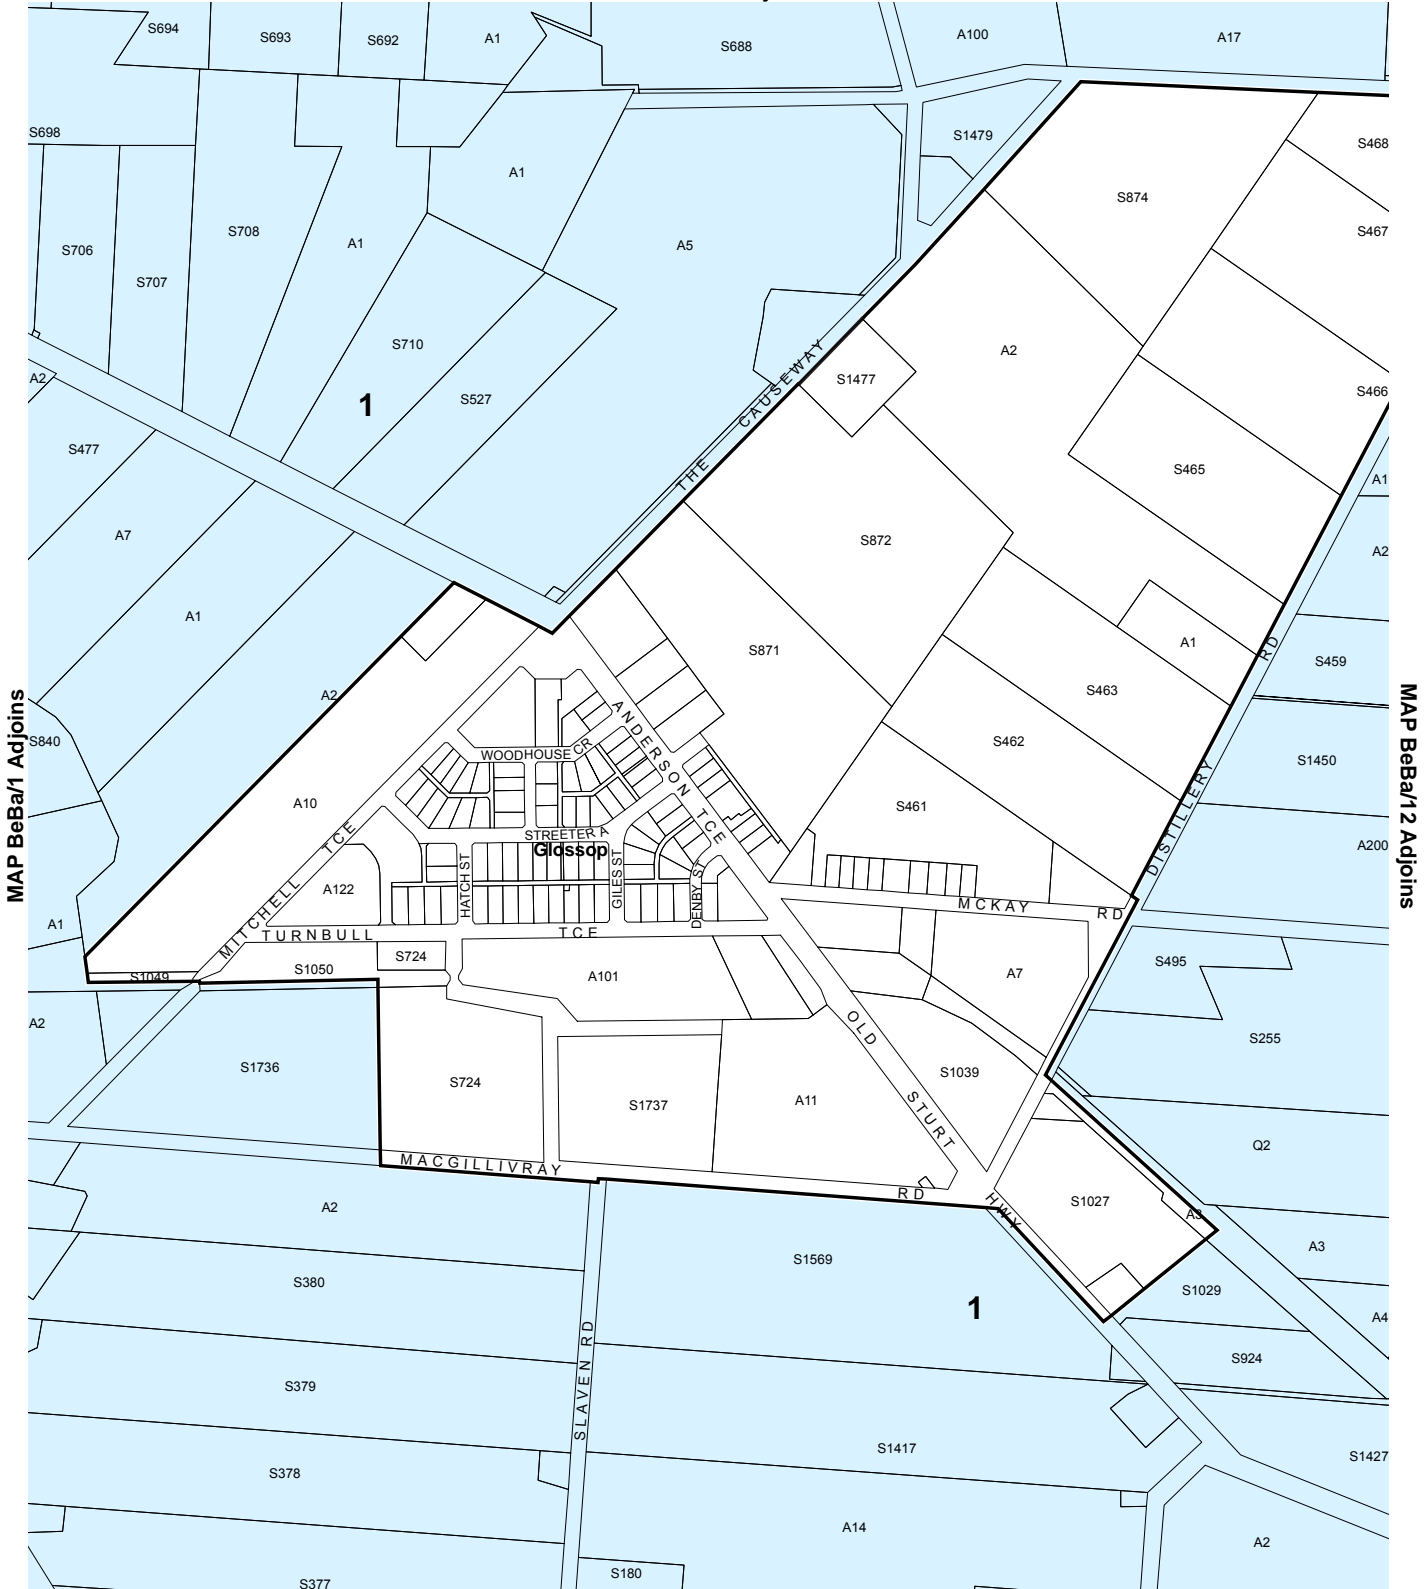 S694
S693
S692
A1
S688
A100
A17
S698
S1479
S468
A1
S874
S467
S706
S707
S708
A1
A5
S710
A2
S466
A2
THE CAUSEWAY
S1477
1
S527
S477
S465
A1
A7
S872
A2
A1
S871
A1
RD
S459
S463
A2
S840
S462
S1450
WOODHOUSE CR
ANDERSON TCE
MAP BeBa/1 Adjoins
MAP BeBa/12 Adjoins
A10
S461
DISTILLERY
STREETER A
Glossop
A200
MITCHELL TCE
A122
HATCH ST
GILES ST
DENBY ST
MCKAY RD
A1
TURNBULL TCE
S724
S1050
S1049
A101
A7
S495
A2
OLD STURT HWY
S255
S1736
S724
S1737
A11
S1039
Q2
MACGILLIVRAY RD
A2
S1027
A3
A3
S380
S1569
1
S1029
A4
SLAVEN RD
S924
S379
S378
S1417
S1427
A14
A2
S180
S377